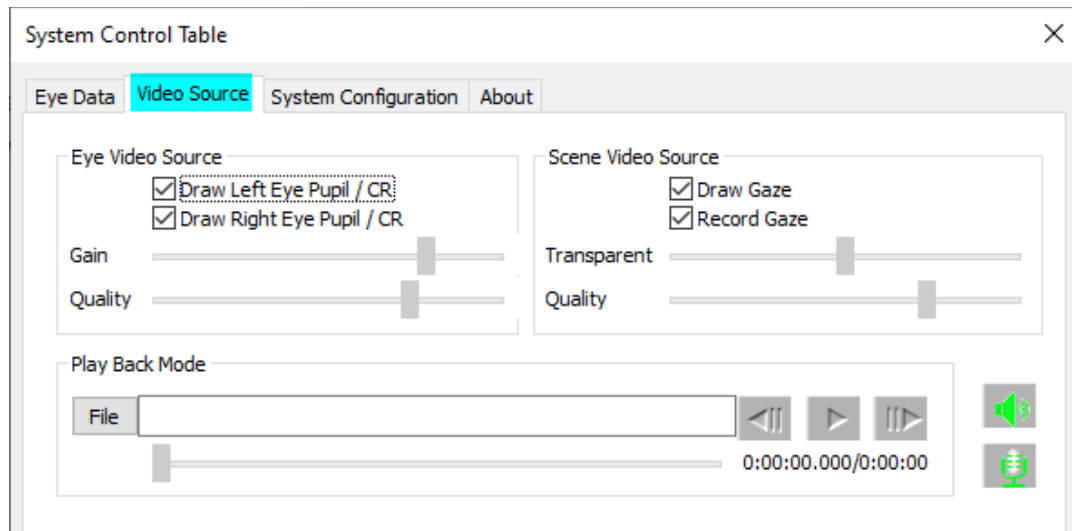 System Control Table
Eye Data Video Source System Configuration About
Eye Video Source
Draw Left Eye Pupil / CR
Draw Right Eye Pupil / CR
Gain
Quality
Scene Video Source
Draw Gaze
Record Gaze
Transparent
Quality
Play Back Mode
File
0:00:00.000/0:00:00